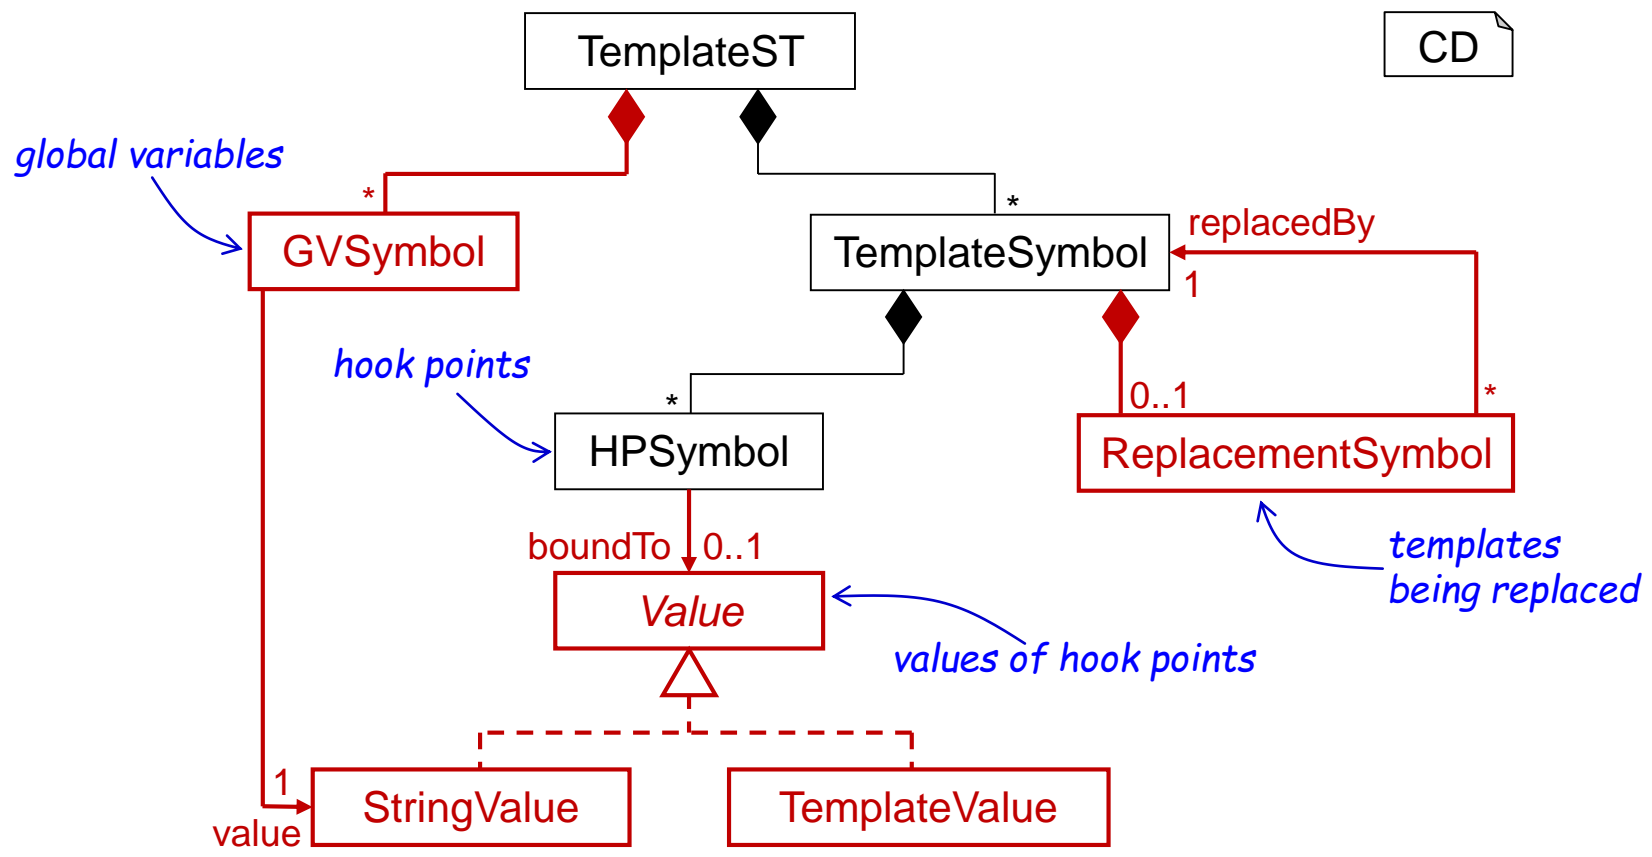 TemplateST
CD
global variables
*
*
GVSymbol
TemplateSymbol
replacedBy
1
hook points
*
0..1
*
HPSymbol
ReplacementSymbol
boundTo
0..1
templates
being replaced
Value
values of hook points
1
value
StringValue
TemplateValue